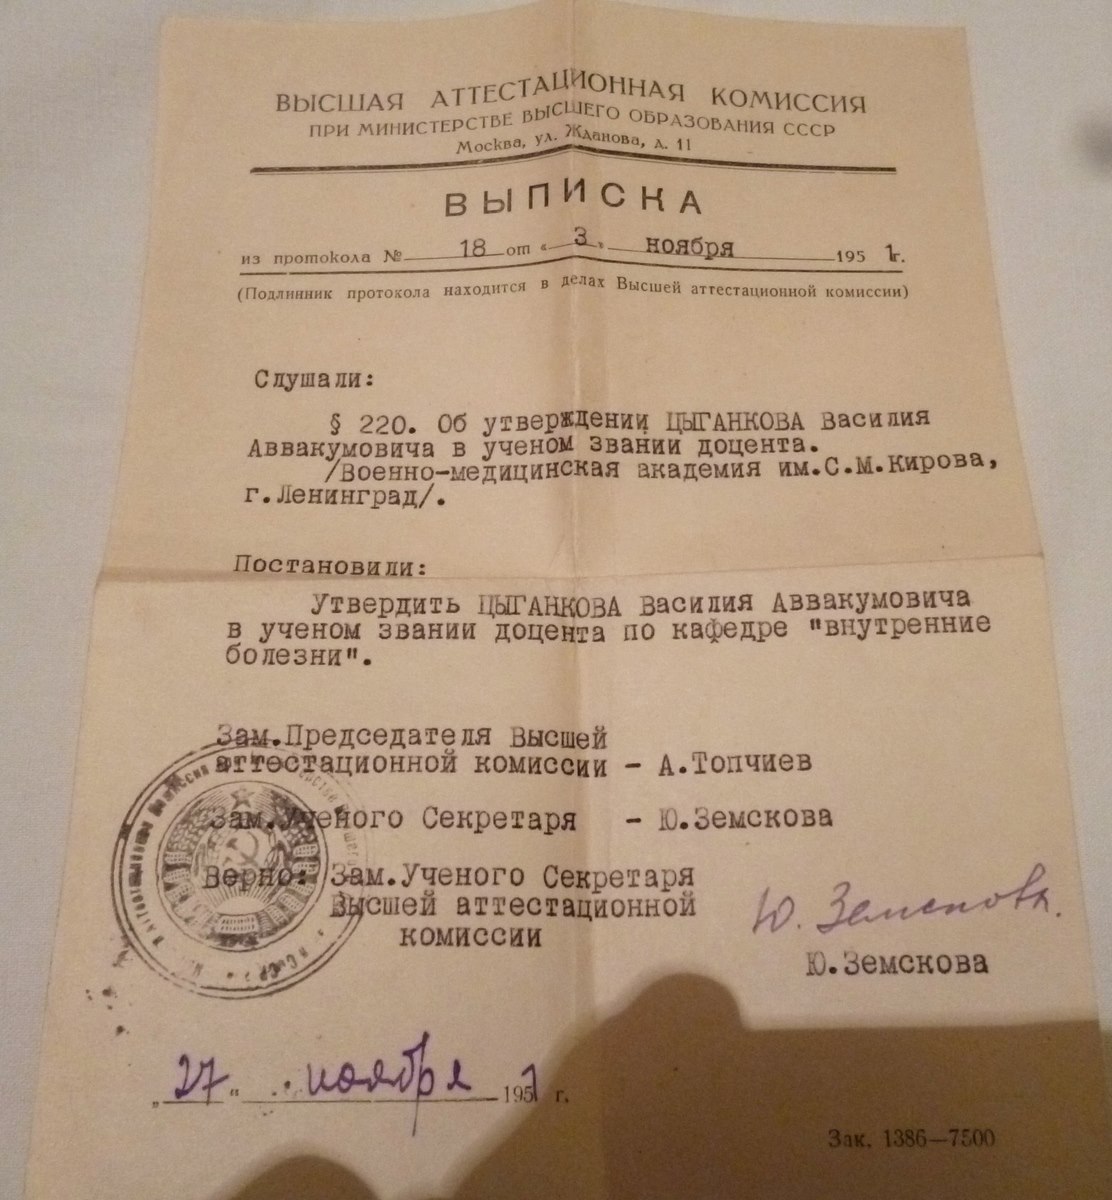 ВЫСШАЯ АТТЕСТАЦИОННАЯ КОМИССИЯ
ПРИ МИНИСТЕРСТВЕ ВЫСШЕГО ОБРАЗОВАНИЯ СССР
Москва, ул. Жданова, д. 11
ВЫПИСКА
из протокола № 18 от «3» ноября 1951г.
(Подлинник протокола находится в делах Высшей аттестационной комиссии)
Слушали:
§ 220. Об утверждении ЦЫГАНКОВА Василия
Аввакумовича в ученом звании доцента.
/Военно-медицинская академия им.С.М.Кирова,
г.Ленинград/.
Постановили:
Утвердить ЦЫГАНКОВА Василия Аввакумовича
в ученом звании доцента по кафедре "внутренние
болезни".
Зам.Председателя Высшей
аттестационной комиссии - А.Топчиев
Зам.Ученого Секретаря - Ю.Земскова
Верно: Зам.Ученого Секретаря
Высшей аттестационной
комиссии
Ю. Земскова.
Ю.Земскова
„27“ ноября 1951 г.
Зак. 1386—7500